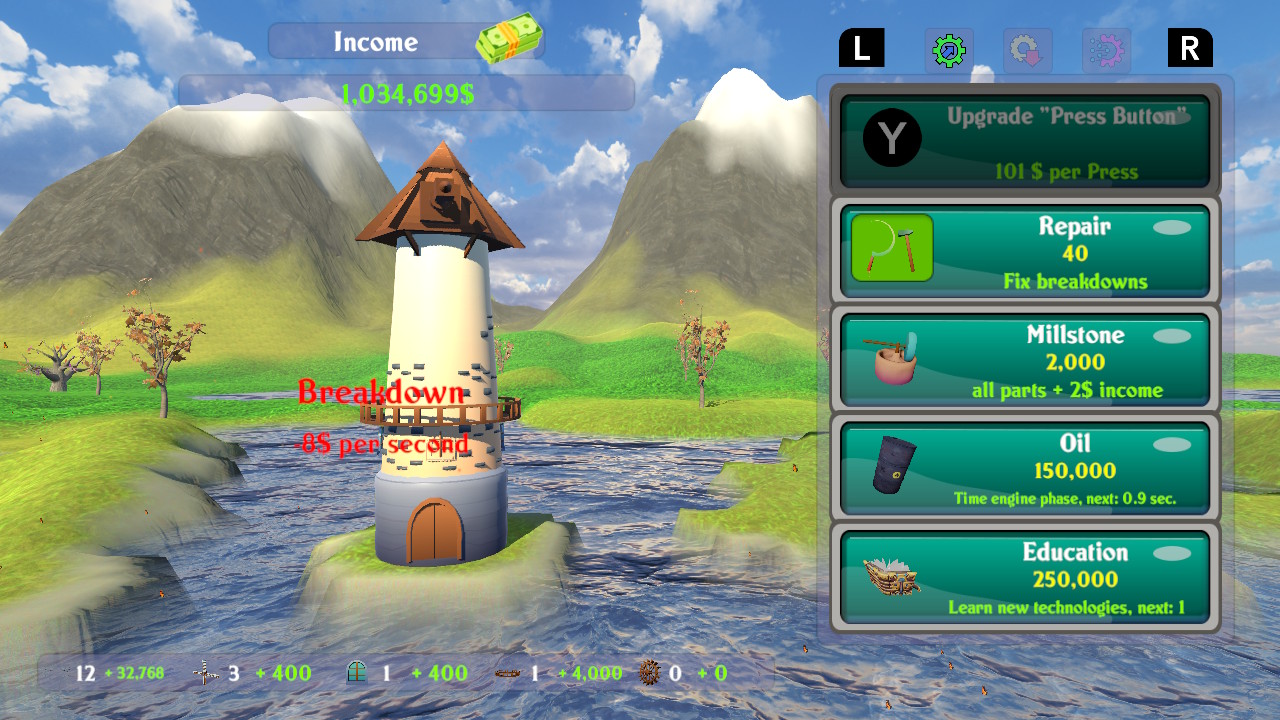 Income
1,034,699$
L
R
Y
Upgrade "Press Button"
101 $ per Press
Repair
40
Fix breakdowns
Millstone
2,000
all parts + 2$ income
Oil
150,000
Time engine phase, next: 0.9 sec.
Education
250,000
Learn new technologies, next: 1
Breakdown
-8$ per second
12 + 32,768 3 + 400 1 + 400 1 + 4,000 0 + 0